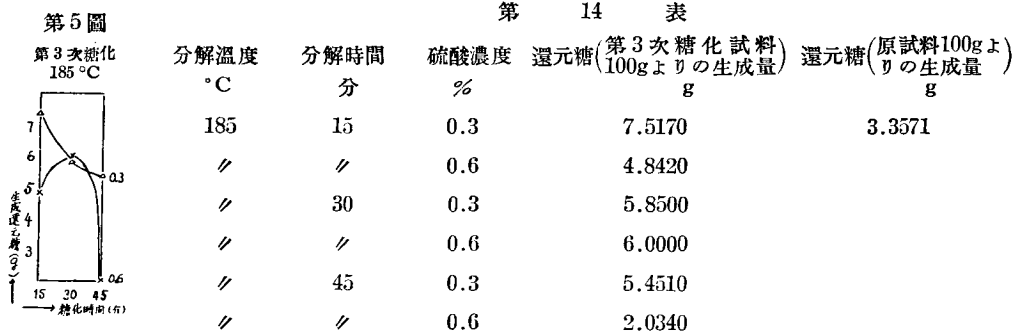 第5圖
第3次糖化
185°C
7
6
5
4
3
0.3
0.6
生成還元糖(g)
15 30 45
糖化時間(分)
第 14 表
分解溫度 °C
分解時間 分
硫酸濃度 %
還元糖(第3次糖化試料100gよりの生成量) g
還元糖(原試料100gよりの生成量) g
185 15 0.3 7.5170 3.3571
〃 〃 0.6 4.8420
〃 30 0.3 5.8500
〃 〃 0.6 6.0000
〃 45 0.3 5.4510
〃 〃 0.6 2.0340